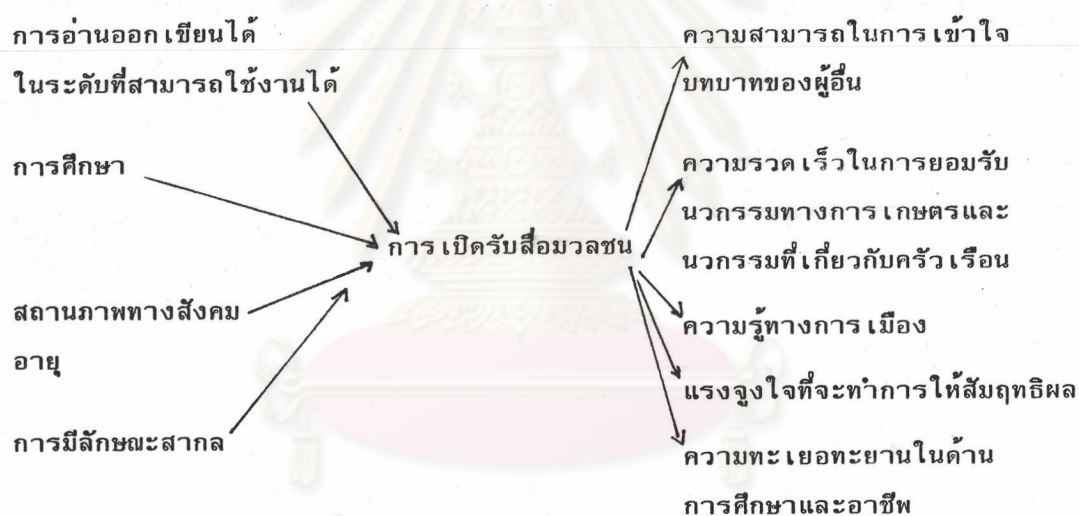 การอ่านออกเขียนได้
ในระดับที่สามารถใช้งานได้
การศึกษา
สถานภาพทางสังคม
อายุ
การมีลักษณะสากล
การเปิดรับสื่อมวลชน
ความสามารถในการเข้าใจ
บทบาทของผู้อื่น
ความรวดเร็วในการยอมรับ
นวกรรมทางการเกษตรและ
นวกรรมที่เกี่ยวกับครัวเรือน
ความรู้ทางการเมือง
แรงจูงใจที่จะทำการให้สัมฤทธิผล
ความทะเยอทะยานในด้าน
การศึกษาและอาชีพ